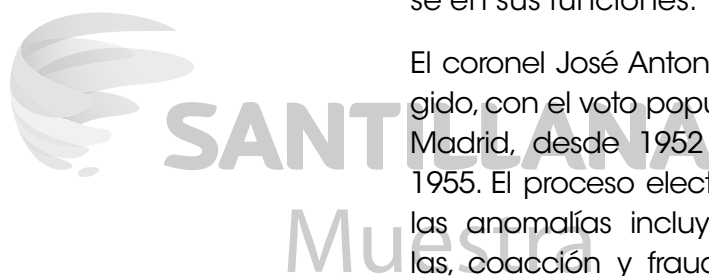 se en sus funciones.
El coronel José Anton
gido, con el voto popu
SANTILLANA
Madrid, desde 1952
1955. El proceso elect
las anomalías incluy
Muestra
las, coacción y fraud